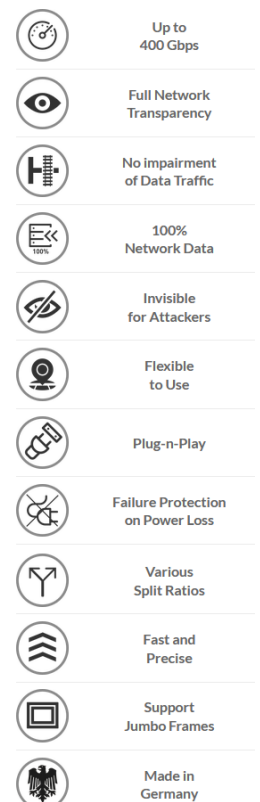 Up to
400 Gbps
Full Network
Transparency
No impairment
of Data Traffic
100%
100%
Network Data
Invisible
for Attackers
Flexible
to Use
Plug-n-Play
Failure Protection
on Power Loss
Various
Split Ratios
Fast and
Precise
Support
Jumbo Frames
Made in
Germany